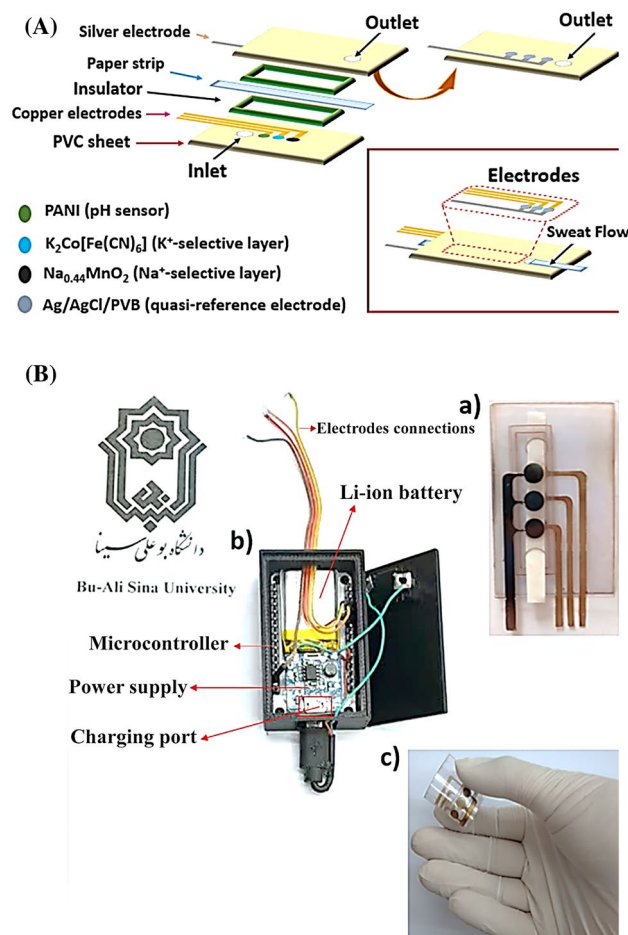 (A)
Silver electrode
Outlet
Outlet
Paper strip
Insulator
Copper electrodes
PVC sheet
Inlet
PANI (pH sensor)
K₂Co[Fe(CN)₆] (K⁺-selective layer)
Na₀.₄₄MnO₂ (Na⁺-selective layer)
Ag/AgCl/PVB (quasi-reference electrode)
Electrodes
Sweat Flow
(B)
a)
Electrodes connections
Li-ion battery
b)
دانشگاه بوعلی سینا
Bu-Ali Sina University
Microcontroller
Power supply
Charging port
c)